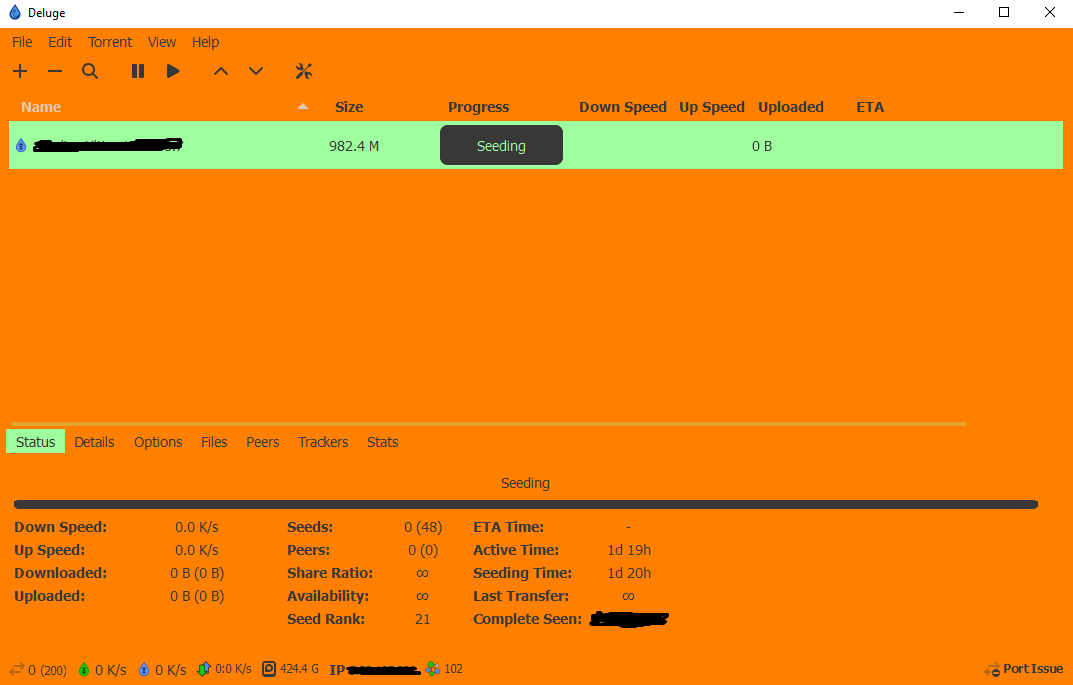 Deluge
File Edit Torrent View Help
Name Size Progress Down Speed Up Speed Uploaded ETA
982.4 M Seeding 0 B
Status Details Options Files Peers Trackers Stats
Seeding
Down Speed: 0.0 K/s Seeds: 0 (48) ETA Time: -
Up Speed: 0.0 K/s Peers: 0 (0) Active Time: 1d 19h
Downloaded: 0 B (0 B) Share Ratio: ∞ Seeding Time: 1d 20h
Uploaded: 0 B (0 B) Availability: ∞ Last Transfer: ∞
Seed Rank: 21 Complete Seen:
0 (200) 0 K/s 0 K/s 0:0 K/s 424.4 G IP 102 Port Issue